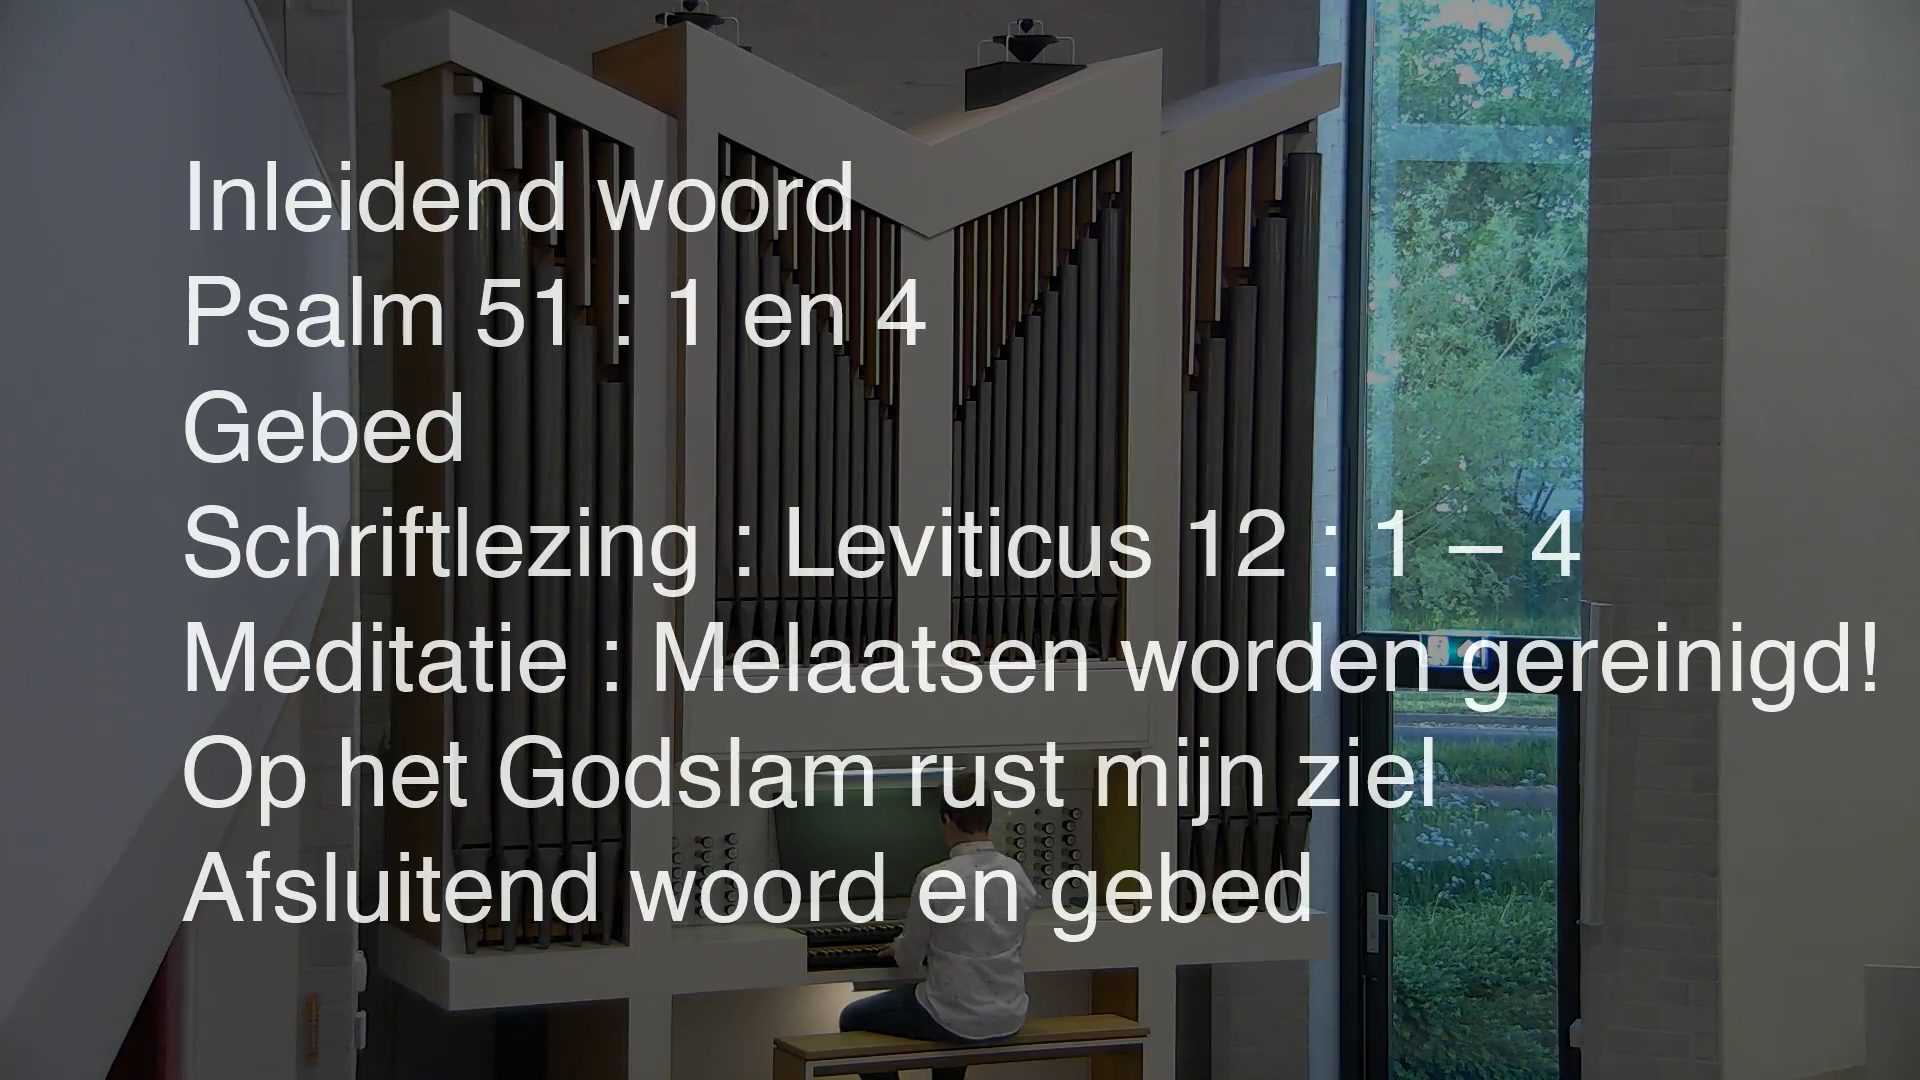 Inleidend woord
Psalm 51 : 1 en 4
Gebed
Schriftlezing : Leviticus 12 : 1 – 4
Meditatie : Melaatsen worden gereinigd!
Op het Godslam rust mijn ziel
Afsluitend woord en gebed